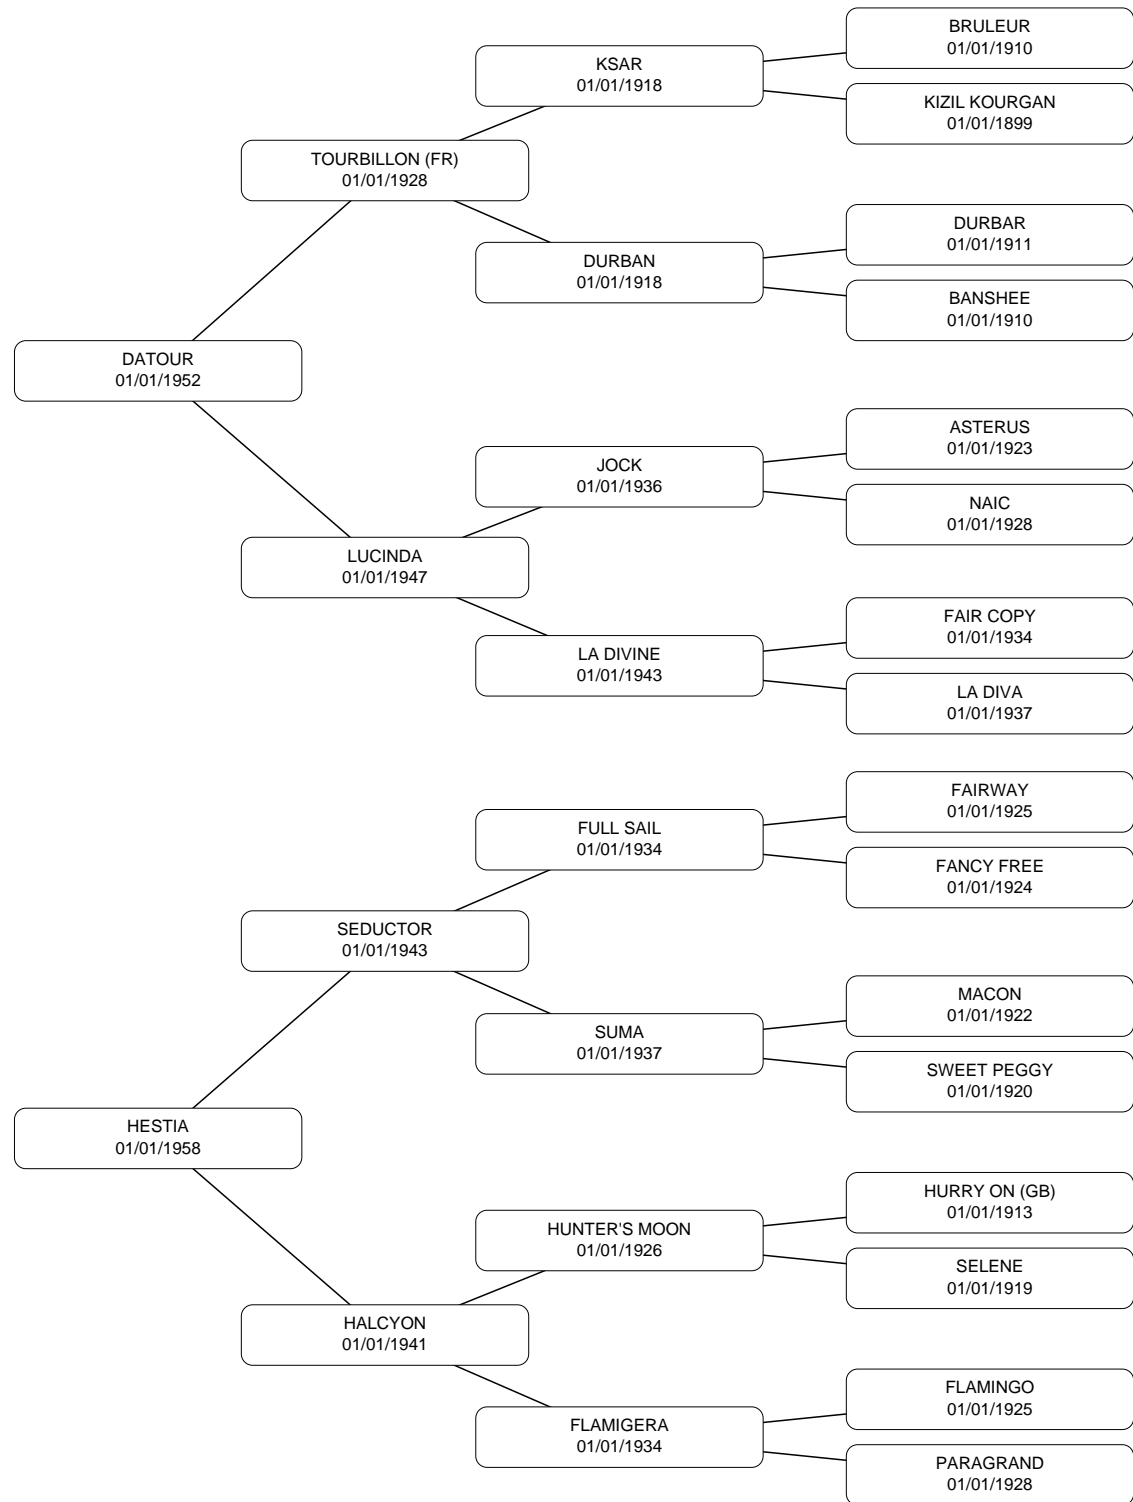 BRULEUR
01/01/1910
KSAR
01/01/1918
KIZIL KOURGAN
01/01/1899
TOURBILLON (FR)
01/01/1928
DURBAR
01/01/1911
DURBAN
01/01/1918
BANSHEE
01/01/1910
DATOUR
01/01/1952
ASTERUS
01/01/1923
JOCK
01/01/1936
NAIC
01/01/1928
LUCINDA
01/01/1947
FAIR COPY
01/01/1934
LA DIVINE
01/01/1943
LA DIVA
01/01/1937
FAIRWAY
01/01/1925
FULL SAIL
01/01/1934
FANCY FREE
01/01/1924
SEDUCTOR
01/01/1943
MACON
01/01/1922
SUMA
01/01/1937
SWEET PEGGY
01/01/1920
HESTIA
01/01/1958
HURRY ON (GB)
01/01/1913
HUNTER'S MOON
01/01/1926
SELENE
01/01/1919
HALCYON
01/01/1941
FLAMINGO
01/01/1925
FLAMIGERA
01/01/1934
PARAGRAND
01/01/1928